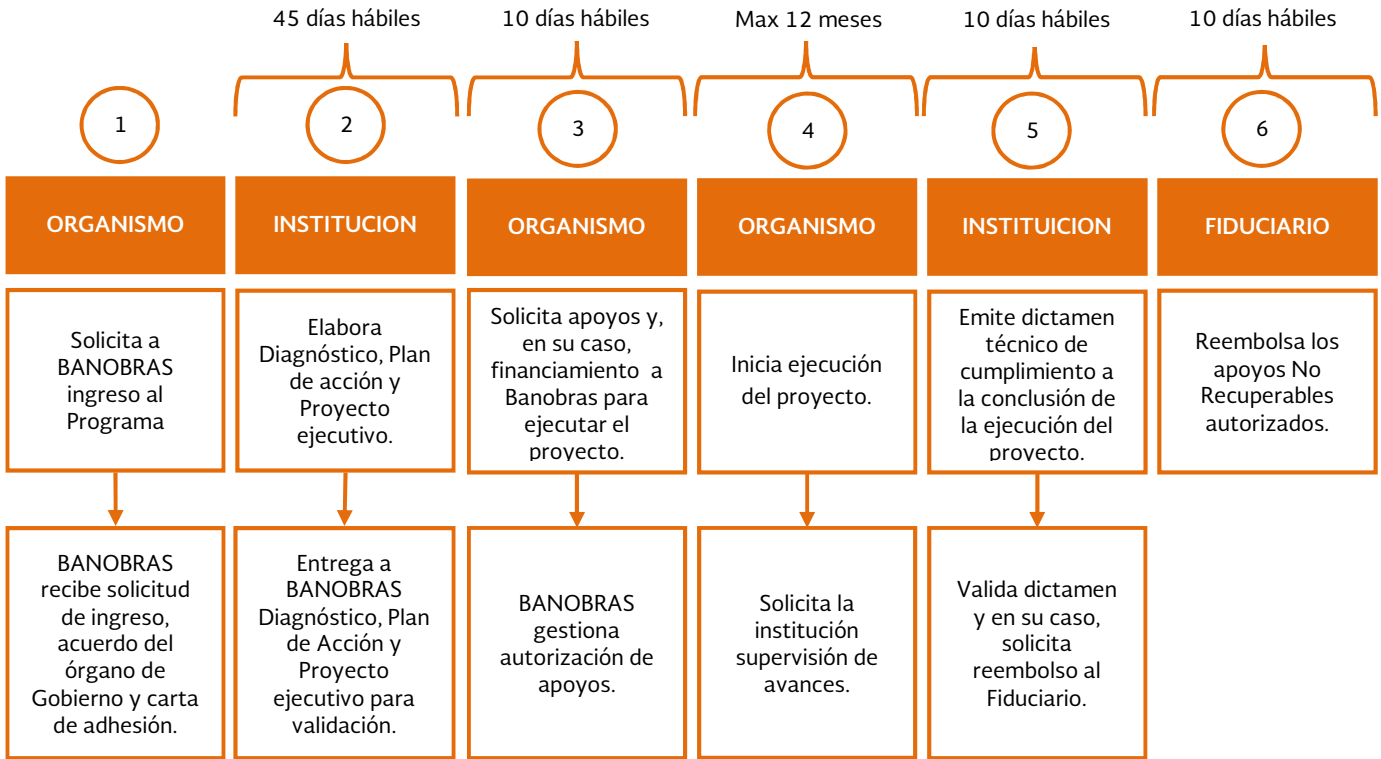 45 días hábiles
10 días hábiles
Max 12 meses
10 días hábiles
10 días hábiles
1
2
3
4
5
6
ORGANISMO
INSTITUCION
ORGANISMO
ORGANISMO
INSTITUICION
FIDUCIARIO
Solicita a
BANOBRAS
ingreso al
Programa
Elabora
Diagnóstico, Plan
de acción y
Proyecto
ejecutivo.
Solicita apoyos y,
en su caso,
financiamiento a
Banobras para
ejecutar el
proyecto.
Inicia ejecución
del proyecto.
Emite dictamen
técnico de
cumplimiento a
la conclusión de
la ejecución del
proyecto.
Reembolsa los
apoyos No
Recuperables
autorizados.
BANOBRAS
recibe solicitud
de ingreso,
acuerdo del
órgano de
Gobierno y carta
de adhesión.
Entrega a
BANOBRAS
Diagnóstico, Plan
de Acción y
Proyecto
ejecutivo para
validación.
BANOBRAS
gestiona
autorización de
apoyos.
Solicita la
institución
supervisión de
avances.
Valida dictamen
y en su caso,
solicita
reembolso al
Fiduciario.